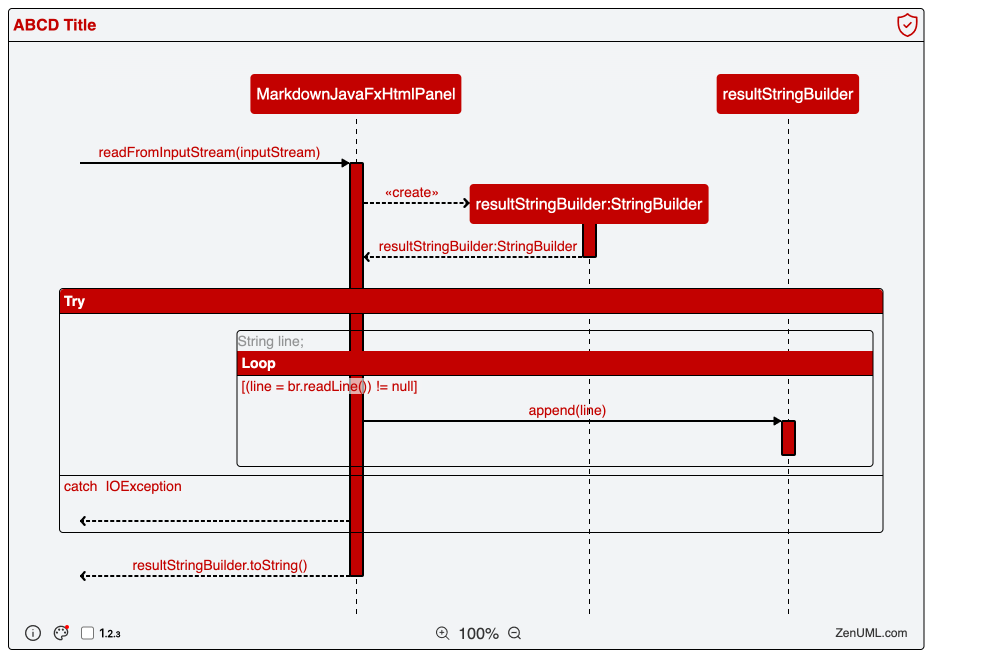 ABCD Title
MarkdownJavaFxHtmlPanel
resultStringBuilder
readFromInputStream(inputStream)
«create»
resultStringBuilder:StringBuilder
resultStringBuilder:StringBuilder
Try
String line;
Loop
[(line = br.readLine()) != null]
append(line)
catch IOException
resultStringBuilder.toString()
1.2.3
100%
ZenUML.com